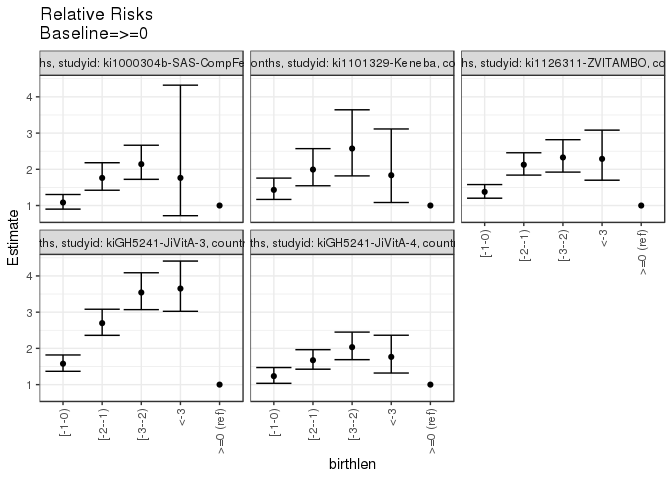 Relative Risks
Baseline=>=0
hs, studyid: ki1000304b-SAS-CompFe
onths, studyid: ki1101329-Keneba, co
hs, studyid: ki1126311-ZVITAMBO, co
4
3
2
1
ths, studyid: kiGH5241-JiVitA-3, countr
ths, studyid: kiGH5241-JiVitA-4, countr
4
3
2
1
Estimate
[-1-0)
[-2--1)
[-3--2)
<-3
>=0 (ref)
[-1-0)
[-2--1)
[-3--2)
<-3
>=0 (ref)
[-1-0)
[-2--1)
[-3--2)
<-3
>=0 (ref)
birthlen